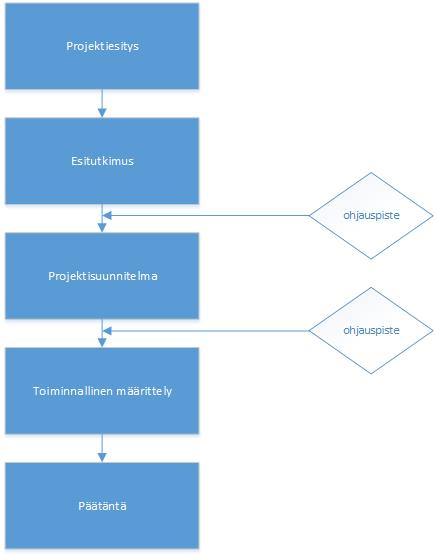 Projektiesitys
Esitutkimus
ohjauspiste
Projektisuunnitelma
ohjauspiste
Toiminnallinen määrittely
Päätäntä